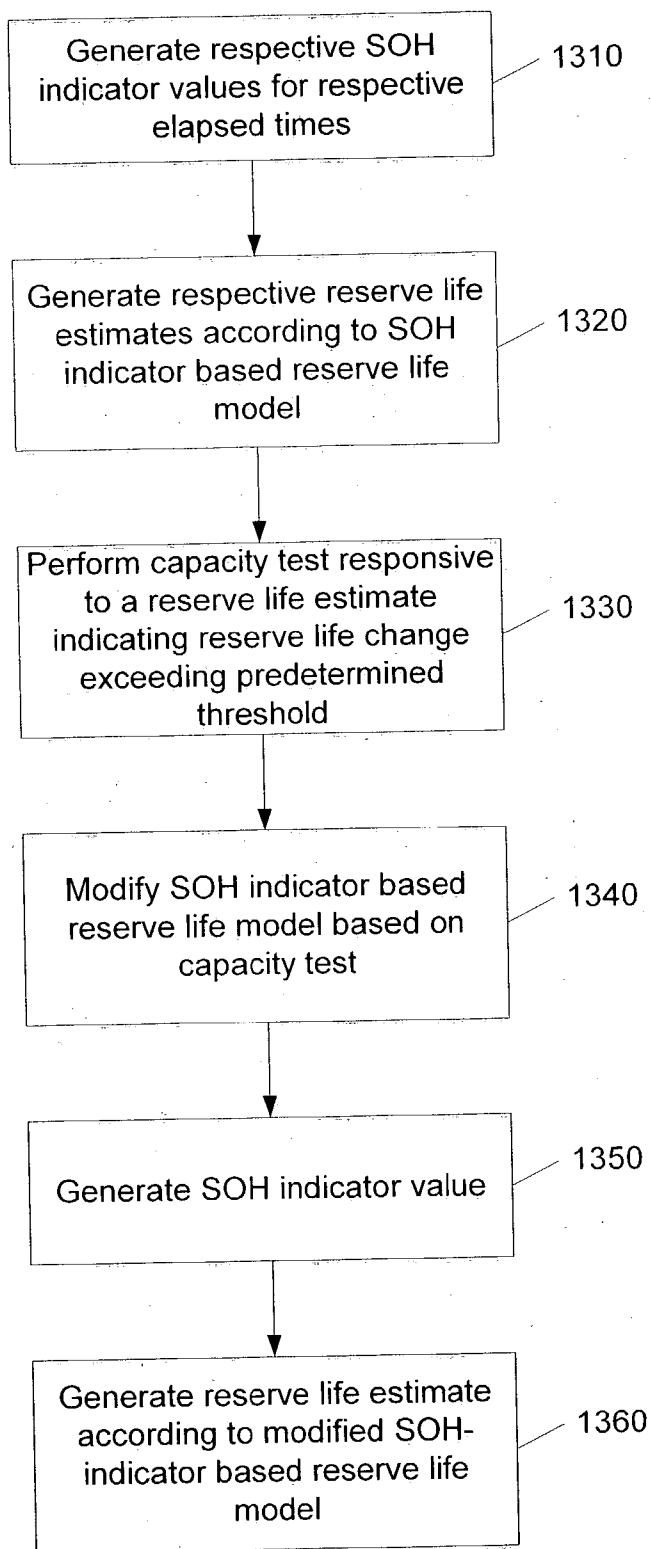 Generate respective SOH
indicator values for respective
elapsed times
1310
Generate respective reserve life
estimates according to SOH
indicator based reserve life
model
1320
Perform capacity test responsive
to a reserve life estimate
indicating reserve life change
exceeding predetermined
threshold
1330
Modify SOH indicator based
reserve life model based on
capacity test
1340
Generate SOH indicator value
1350
Generate reserve life estimate
according to modified SOH-
indicator based reserve life
model
1360